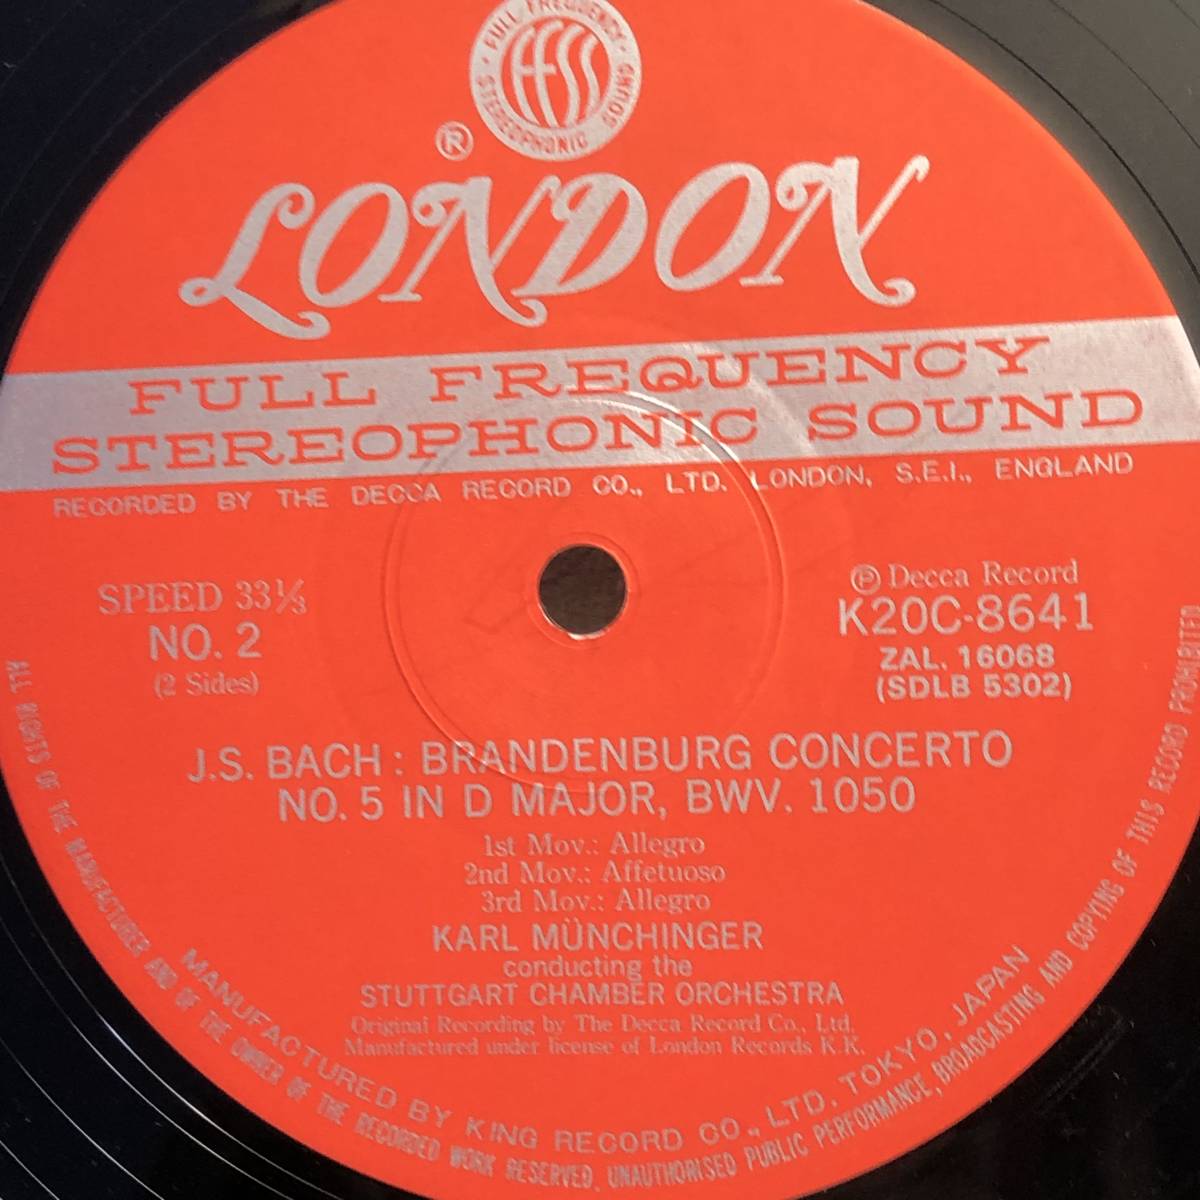 FULL FREQUENCY
STEREOPHONIC SOUND
FFSS
®
LONDON
FULL FREQUENCY
STEREOPHONIC SOUND
RECORDED BY THE DECCA RECORD CO., LTD. LONDON, S.E.I., ENGLAND
SPEED 33⅓
NO. 2
(2 Sides)
Ⓟ Decca Record
K20C-8641
ZAL. 16068
(SDLB 5302)
J.S. BACH : BRANDENBURG CONCERTO
NO. 5 IN D MAJOR, BWV. 1050
1st Mov.: Allegro
2nd Mov.: Affetuoso
3rd Mov.: Allegro
KARL MÜNCHINGER
conducting the
STUTTGART CHAMBER ORCHESTRA
Original Recording by The Decca Record Co., Ltd.
Manufactured under license of London Records K.K.
MANUFACTURED BY KING RECORD CO., LTD. TOKYO, JAPAN
ALL RIGHTS OF THE MANUFACTURER AND OF THE OWNER OF THE RECORDED WORK RESERVED. UNAUTHORISED PUBLIC PERFORMANCE, BROADCASTING AND COPYING OF THIS RECORD PROHIBITED